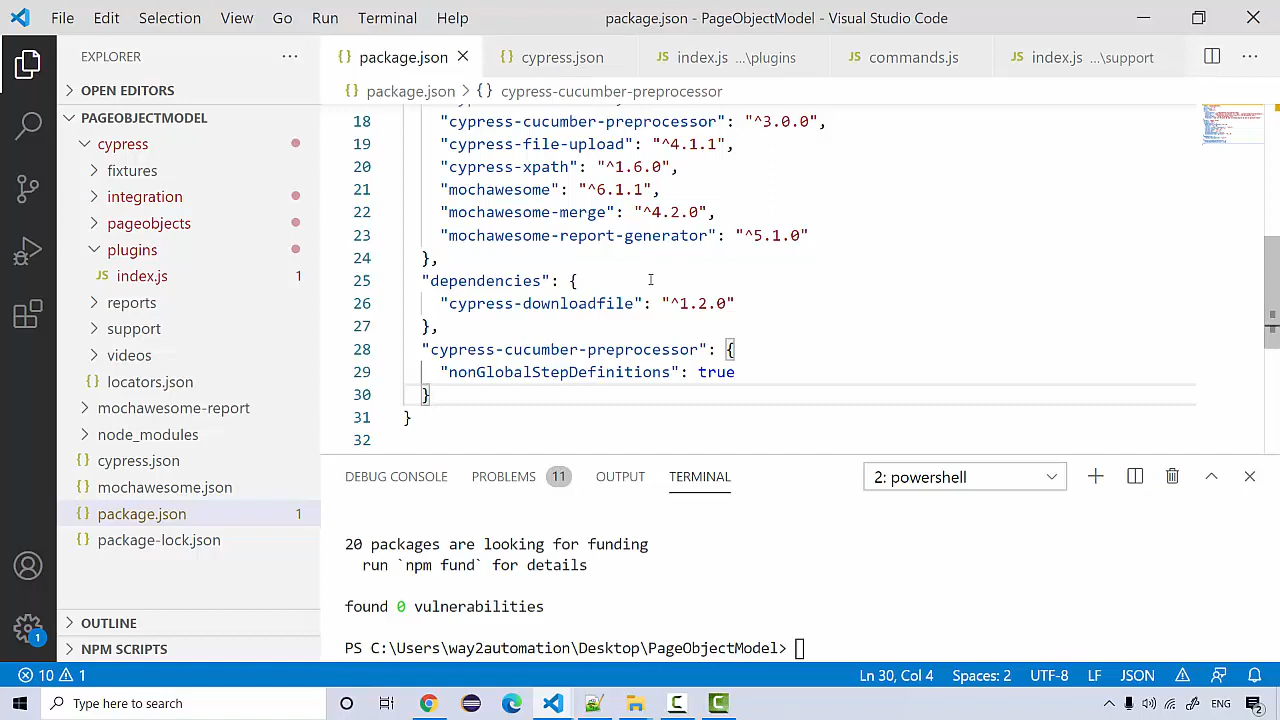 File Edit Selection View Go Run Terminal Help package.json - PageObjectModel - Visual Studio Code
EXPLORER
package.json cypress.json index.js ...\plugins commands.js index.js ...\support
OPEN EDITORS
package.json > {} cypress-cucumber-preprocessor
PAGEOBJECTMODEL
cypress
fixtures
integration
pageobjects
plugins
JS index.js 1
reports
support
videos
{} locators.json
mochawesome-report
node_modules
{} cypress.json
{} mochawesome.json
{} package.json 1
{} package-lock.json
OUTLINE
NPM SCRIPTS
18 "cypress-cucumber-preprocessor": "^3.0.0",
19 "cypress-file-upload": "^4.1.1",
20 "cypress-xpath": "^1.6.0",
21 "mochawesome": "^6.1.1",
22 "mochawesome-merge": "^4.2.0",
23 "mochawesome-report-generator": "^5.1.0"
24 },
25 "dependencies": {
26 "cypress-downloadfile": "^1.2.0"
27 },
28 "cypress-cucumber-preprocessor": {
29 "nonGlobalStepDefinitions": true
30 }
31 }
32
DEBUG CONSOLE PROBLEMS 11 OUTPUT TERMINAL 2: powershell
20 packages are looking for funding
run `npm fund` for details
found 0 vulnerabilities
PS C:\Users\way2automation\Desktop\PageObjectModel>
1
10 1 Ln 30, Col 4 Spaces: 2 UTF-8 LF JSON
Type here to search ENG 2